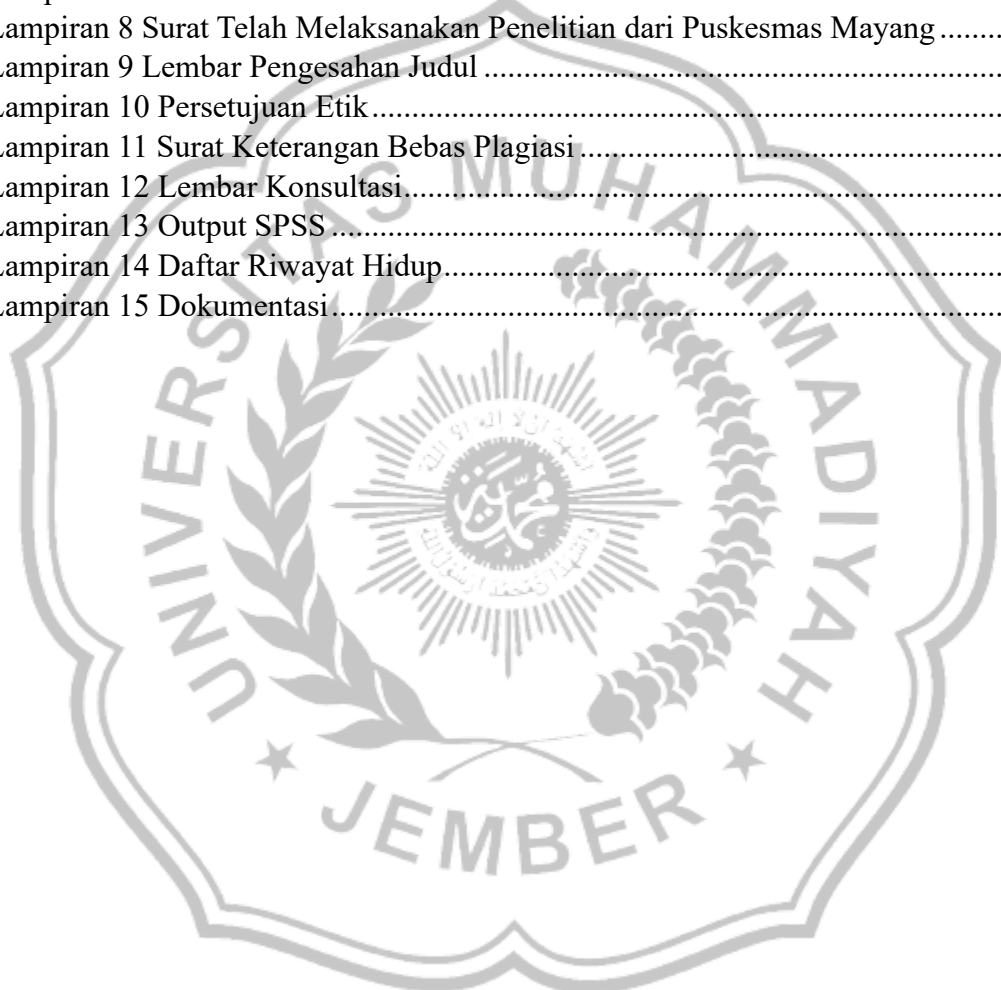 Lampiran 8 Surat Telah Melaksanakan Penelitian dari Puskesmas Mayang........
Lampiran 9 Lembar Pengesahan Judul........
Lampiran 10 Persetujuan Etik........
Lampiran 11 Surat Keterangan Bebas Plagiasi........
Lampiran 12 Lembar Konsultasi........
Lampiran 13 Output SPSS........
Lampiran 14 Daftar Riwayat Hidup........
Lampiran 15 Dokumentasi........
UNIVERSITAS MUHAMMADIYAH
JEMBER